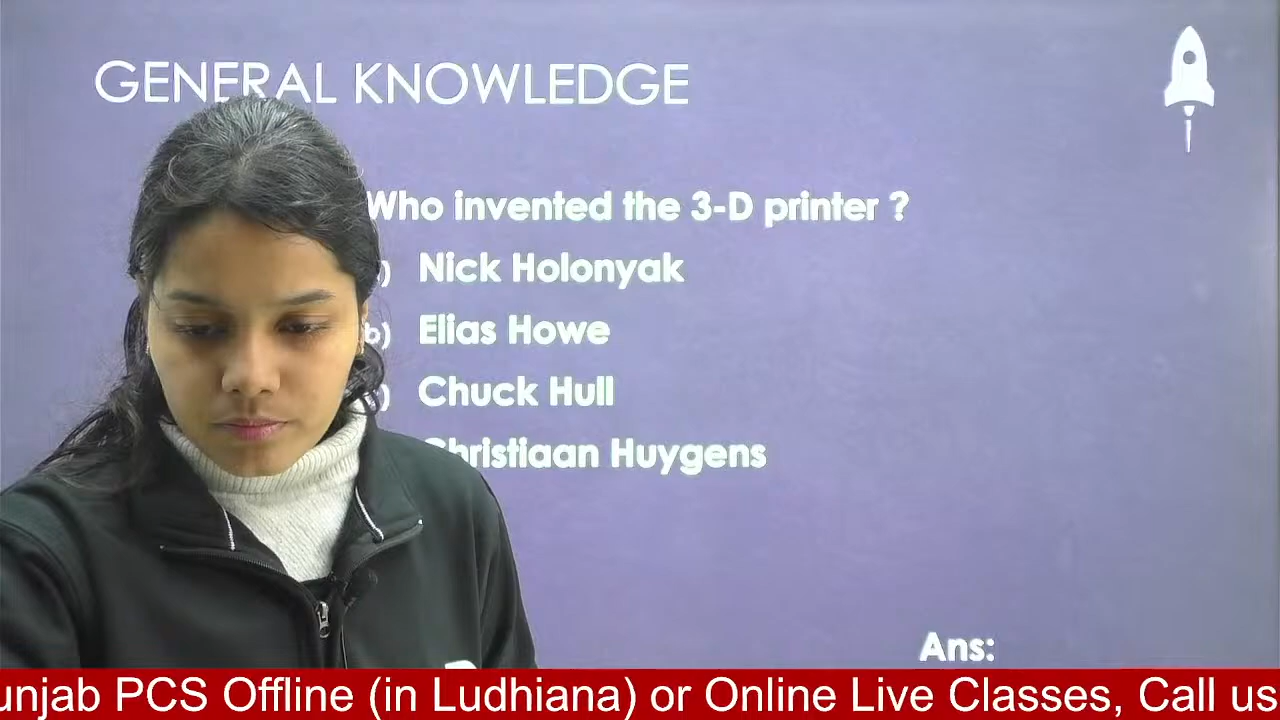 GENERAL KNOWLEDGE
Who invented the 3-D printer ?
) Nick Holonyak
b) Elias Howe
) Chuck Hull
Christiaan Huygens
Ans:
unjab PCS Offline (in Ludhiana) or Online Live Classes, Call us